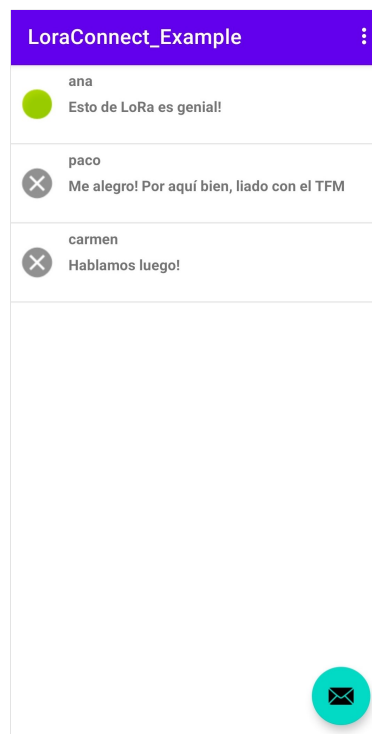 LoraConnect_Example
ana
Esto de LoRa es genial!
paco
Me alegro! Por aquí bien, liado con el TFM
carmen
Hablamos luego!